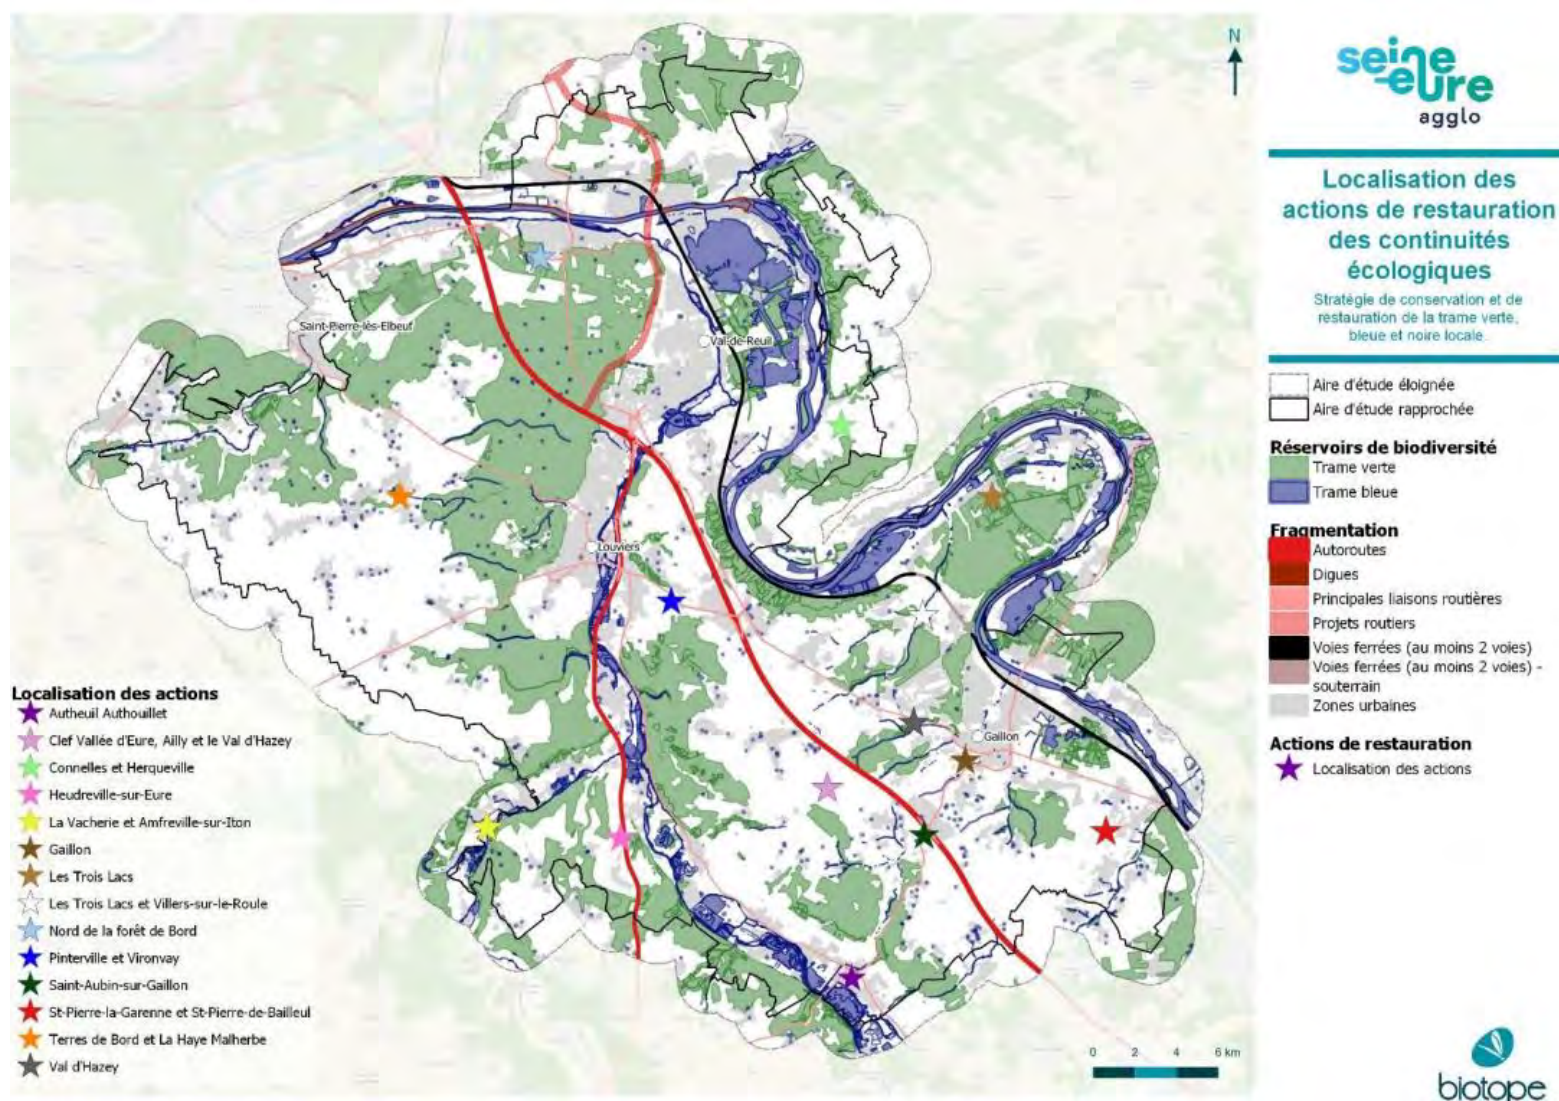 N
seine
eure
agglo
Localisation des
actions de restauration
des continuités
écologiques
Stratégie de conservation et de
restauration de la trame verte,
bleue et noire locale.
Aire d'étude éloignée
Aire d'étude rapprochée
Réservoirs de biodiversité
Trame verte
Trame bleue
Fragmentation
Autoroutes
Digues
Principales liaisons routières
Projets routiers
Voies ferrées (au moins 2 voies)
Voies ferrées (au moins 2 voies) -
souterrain
Zones urbaines
Actions de restauration
Localisation des actions
Saint-Pierre-lès-Elbeuf
Val-de-Reuil
Louviers
Gaillon
Localisation des actions
Autheuil Authouillet
Clef Vallée d'Eure, Ailly et le Val d'Hazey
Connelles et Herqueville
Heudreville-sur-Eure
La Vacherie et Amfreville-sur-Iton
Gaillon
Les Trois Lacs
Les Trois Lacs et Villers-sur-le-Roule
Nord de la forêt de Bord
Pinterville et Vironvay
Saint-Aubin-sur-Gaillon
St-Pierre-la-Garenne et St-Pierre-de-Bailleul
Terres de Bord et La Haye Malherbe
Val d'Hazey
0 2 4 6 km
biotope